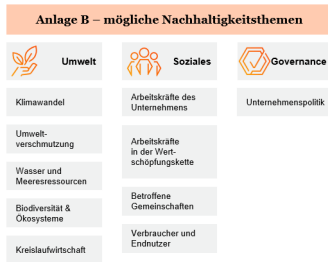 Anlage B – mögliche Nachhaltigkeitsthemen
Umwelt
Klimawandel
Umwelt-
verschmutzung
Wasser und
Meeresressourcen
Biodiversität &
Ökosysteme
Kreislaufwirtschaft
Soziales
Arbeitskräfte des
Unternehmens
Arbeitskräfte
in der Wert-
schöpfungskette
Betroffene
Gemeinschaften
Verbraucher und
Endnutzer
Governance
Unternehmenspolitik